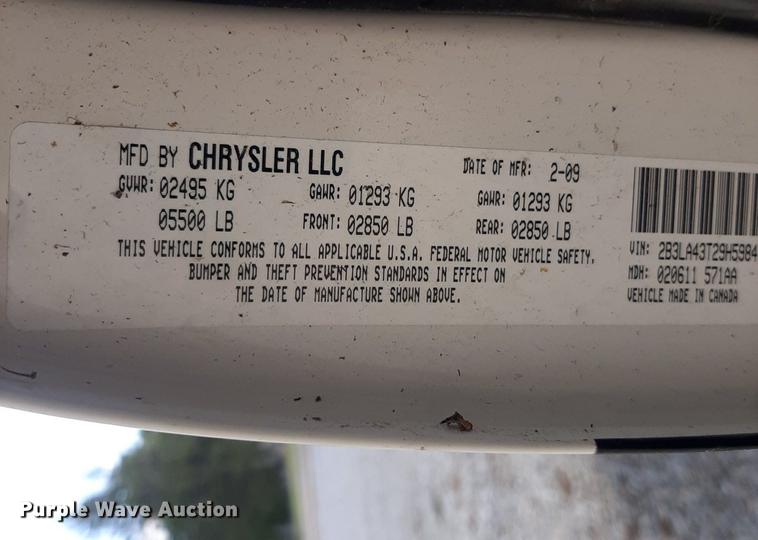 MFD BY CHRYSLER LLC DATE OF MFR: 2-09
GVWR: 02495 KG GAWR: 01293 KG GAWR: 01293 KG
05500 LB FRONT: 02850 LB REAR: 02850 LB
THIS VEHICLE CONFORMS TO ALL APPLICABLE U.S.A. FEDERAL MOTOR VEHICLE SAFETY,
BUMPER AND THEFT PREVENTION STANDARDS IN EFFECT ON
THE DATE OF MANUFACTURE SHOWN ABOVE.
VIN: 2B3LA43T29H5984
MDH: 020611 571AA
VEHICLE MADE IN CANADA
Purple Wave Auction